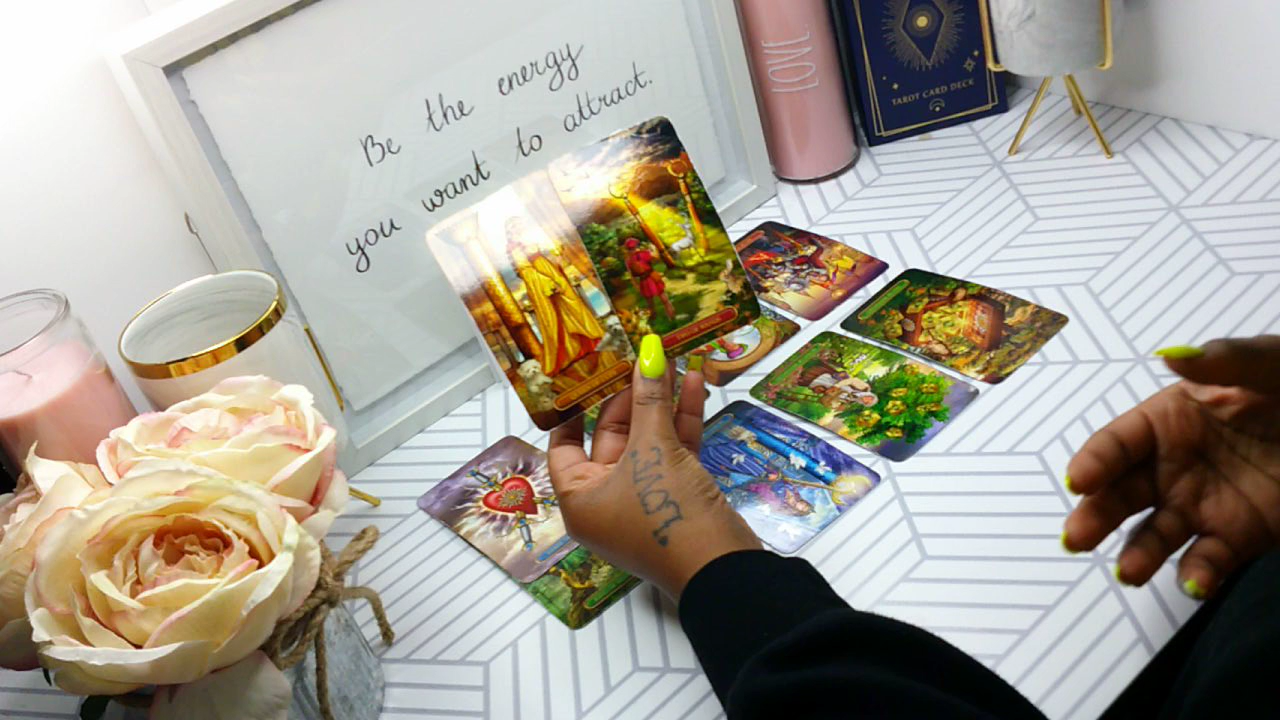 Be the energy
you want to attract.
LOVE
TAROT CARD DECK
LOVE